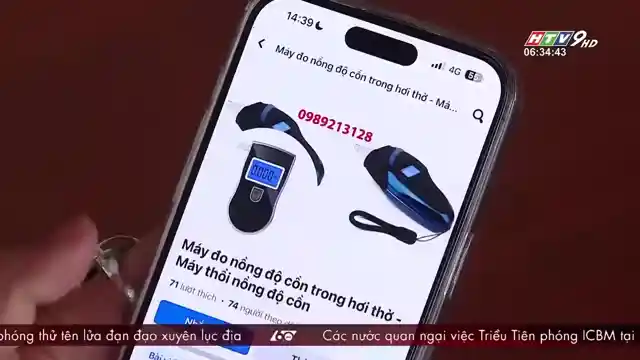 14:39
4G
HTV9 HD
06:34:43
Máy đo nồng độ cồn trong hơi thở - Má...
0989213128
0.000
Máy đo nồng độ cồn trong hơi thở -
Máy thổi nồng độ cồn
71 lượt thích • 74 người theo
phóng thử tên lửa đạn đạo xuyên lục địa
Các nước quan ngại việc Triều Tiên phóng ICBM tại